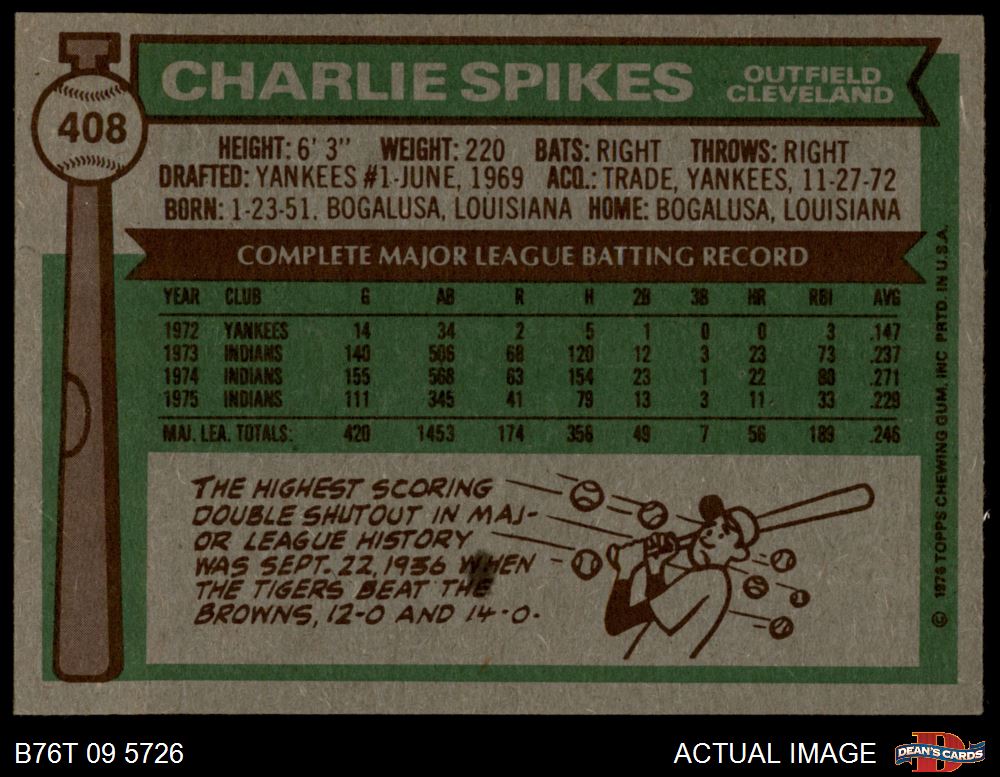 408
CHARLIE SPIKES
OUTFIELD
CLEVELAND
HEIGHT: 6' 3" WEIGHT: 220 BATS: RIGHT THROWS: RIGHT
DRAFTED: YANKEES #1-JUNE, 1969 ACQ.: TRADE, YANKEES, 11-27-72
BORN: 1-23-51, BOGALUSA, LOUISIANA HOME: BOGALUSA, LOUISIANA
COMPLETE MAJOR LEAGUE BATTING RECORD
YEAR CLUB G AB R H 2B 3B HR RBI AVG
1972 YANKEES 14 34 2 5 1 0 0 3 .147
1973 INDIANS 140 506 68 120 12 3 23 73 .237
1974 INDIANS 155 568 63 154 23 1 22 80 .271
1975 INDIANS 111 345 41 79 13 3 11 33 .229
MAJ. LEA. TOTALS: 420 1453 174 358 49 7 56 189 .246
THE HIGHEST SCORING
DOUBLE SHUTOUT IN MAJ-
OR LEAGUE HISTORY
WAS SEPT. 22, 1936 WHEN
THE TIGERS BEAT THE
BROWNS, 12-0 AND 14-0.
© 1976 TOPPS CHEWING GUM, INC PRTD. IN U.S.A.
B76T 09 5726
ACTUAL IMAGE
DEAN'S CARDS